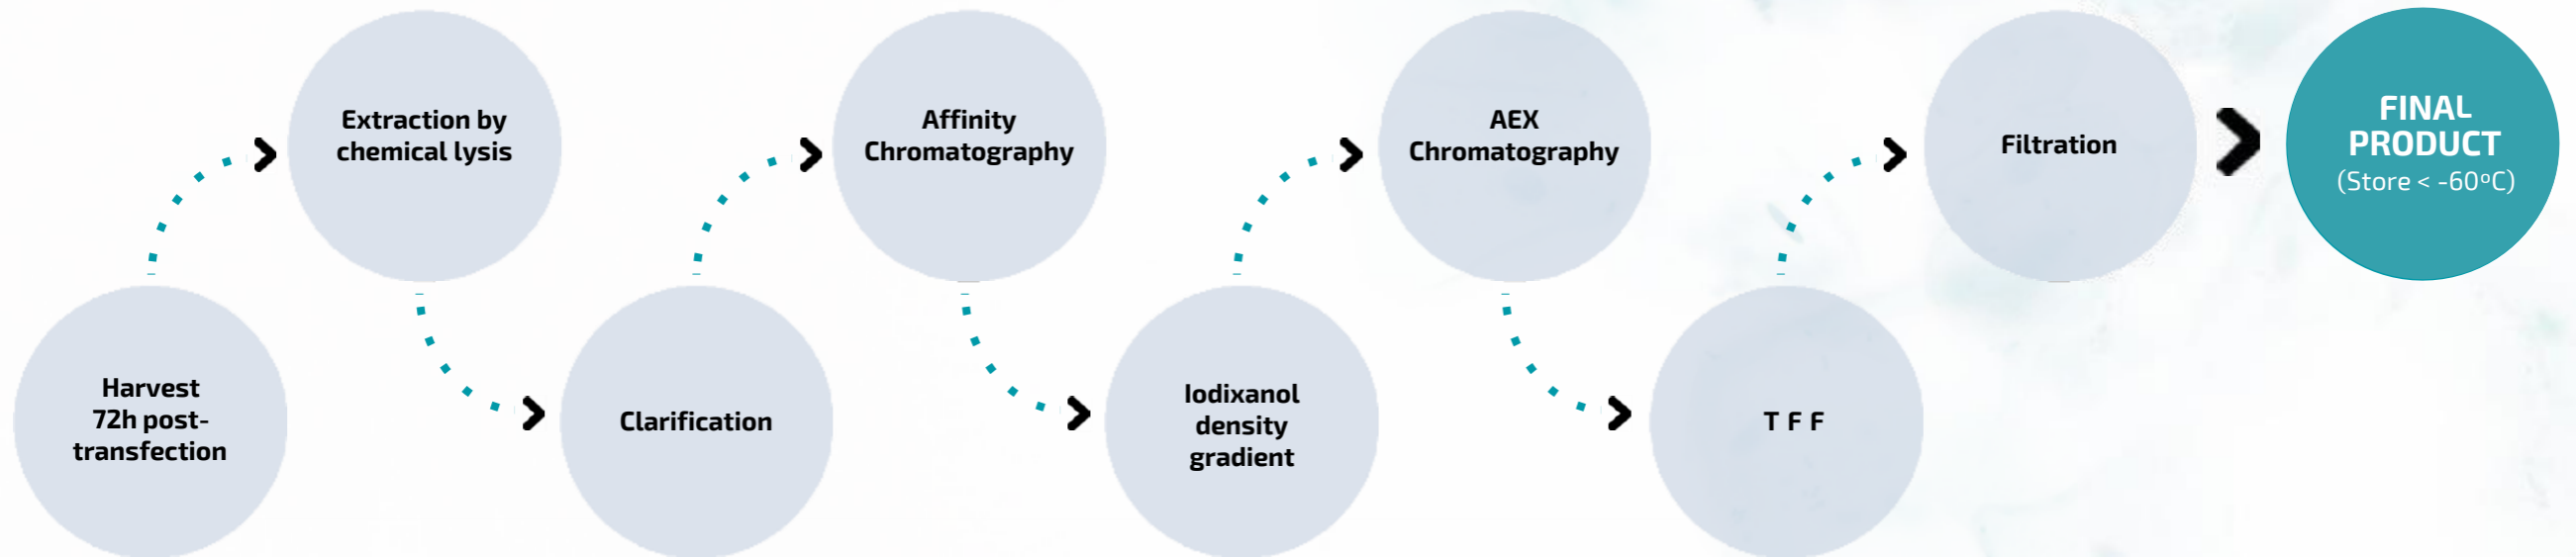 Harvest
72h post-
transfection
Extraction by
chemical lysis
Clarification
Affinity
Chromatography
Iodixanol
density
gradient
AEX
Chromatography
T F F
Filtration
FINAL
PRODUCT
(Store < -60ºC)